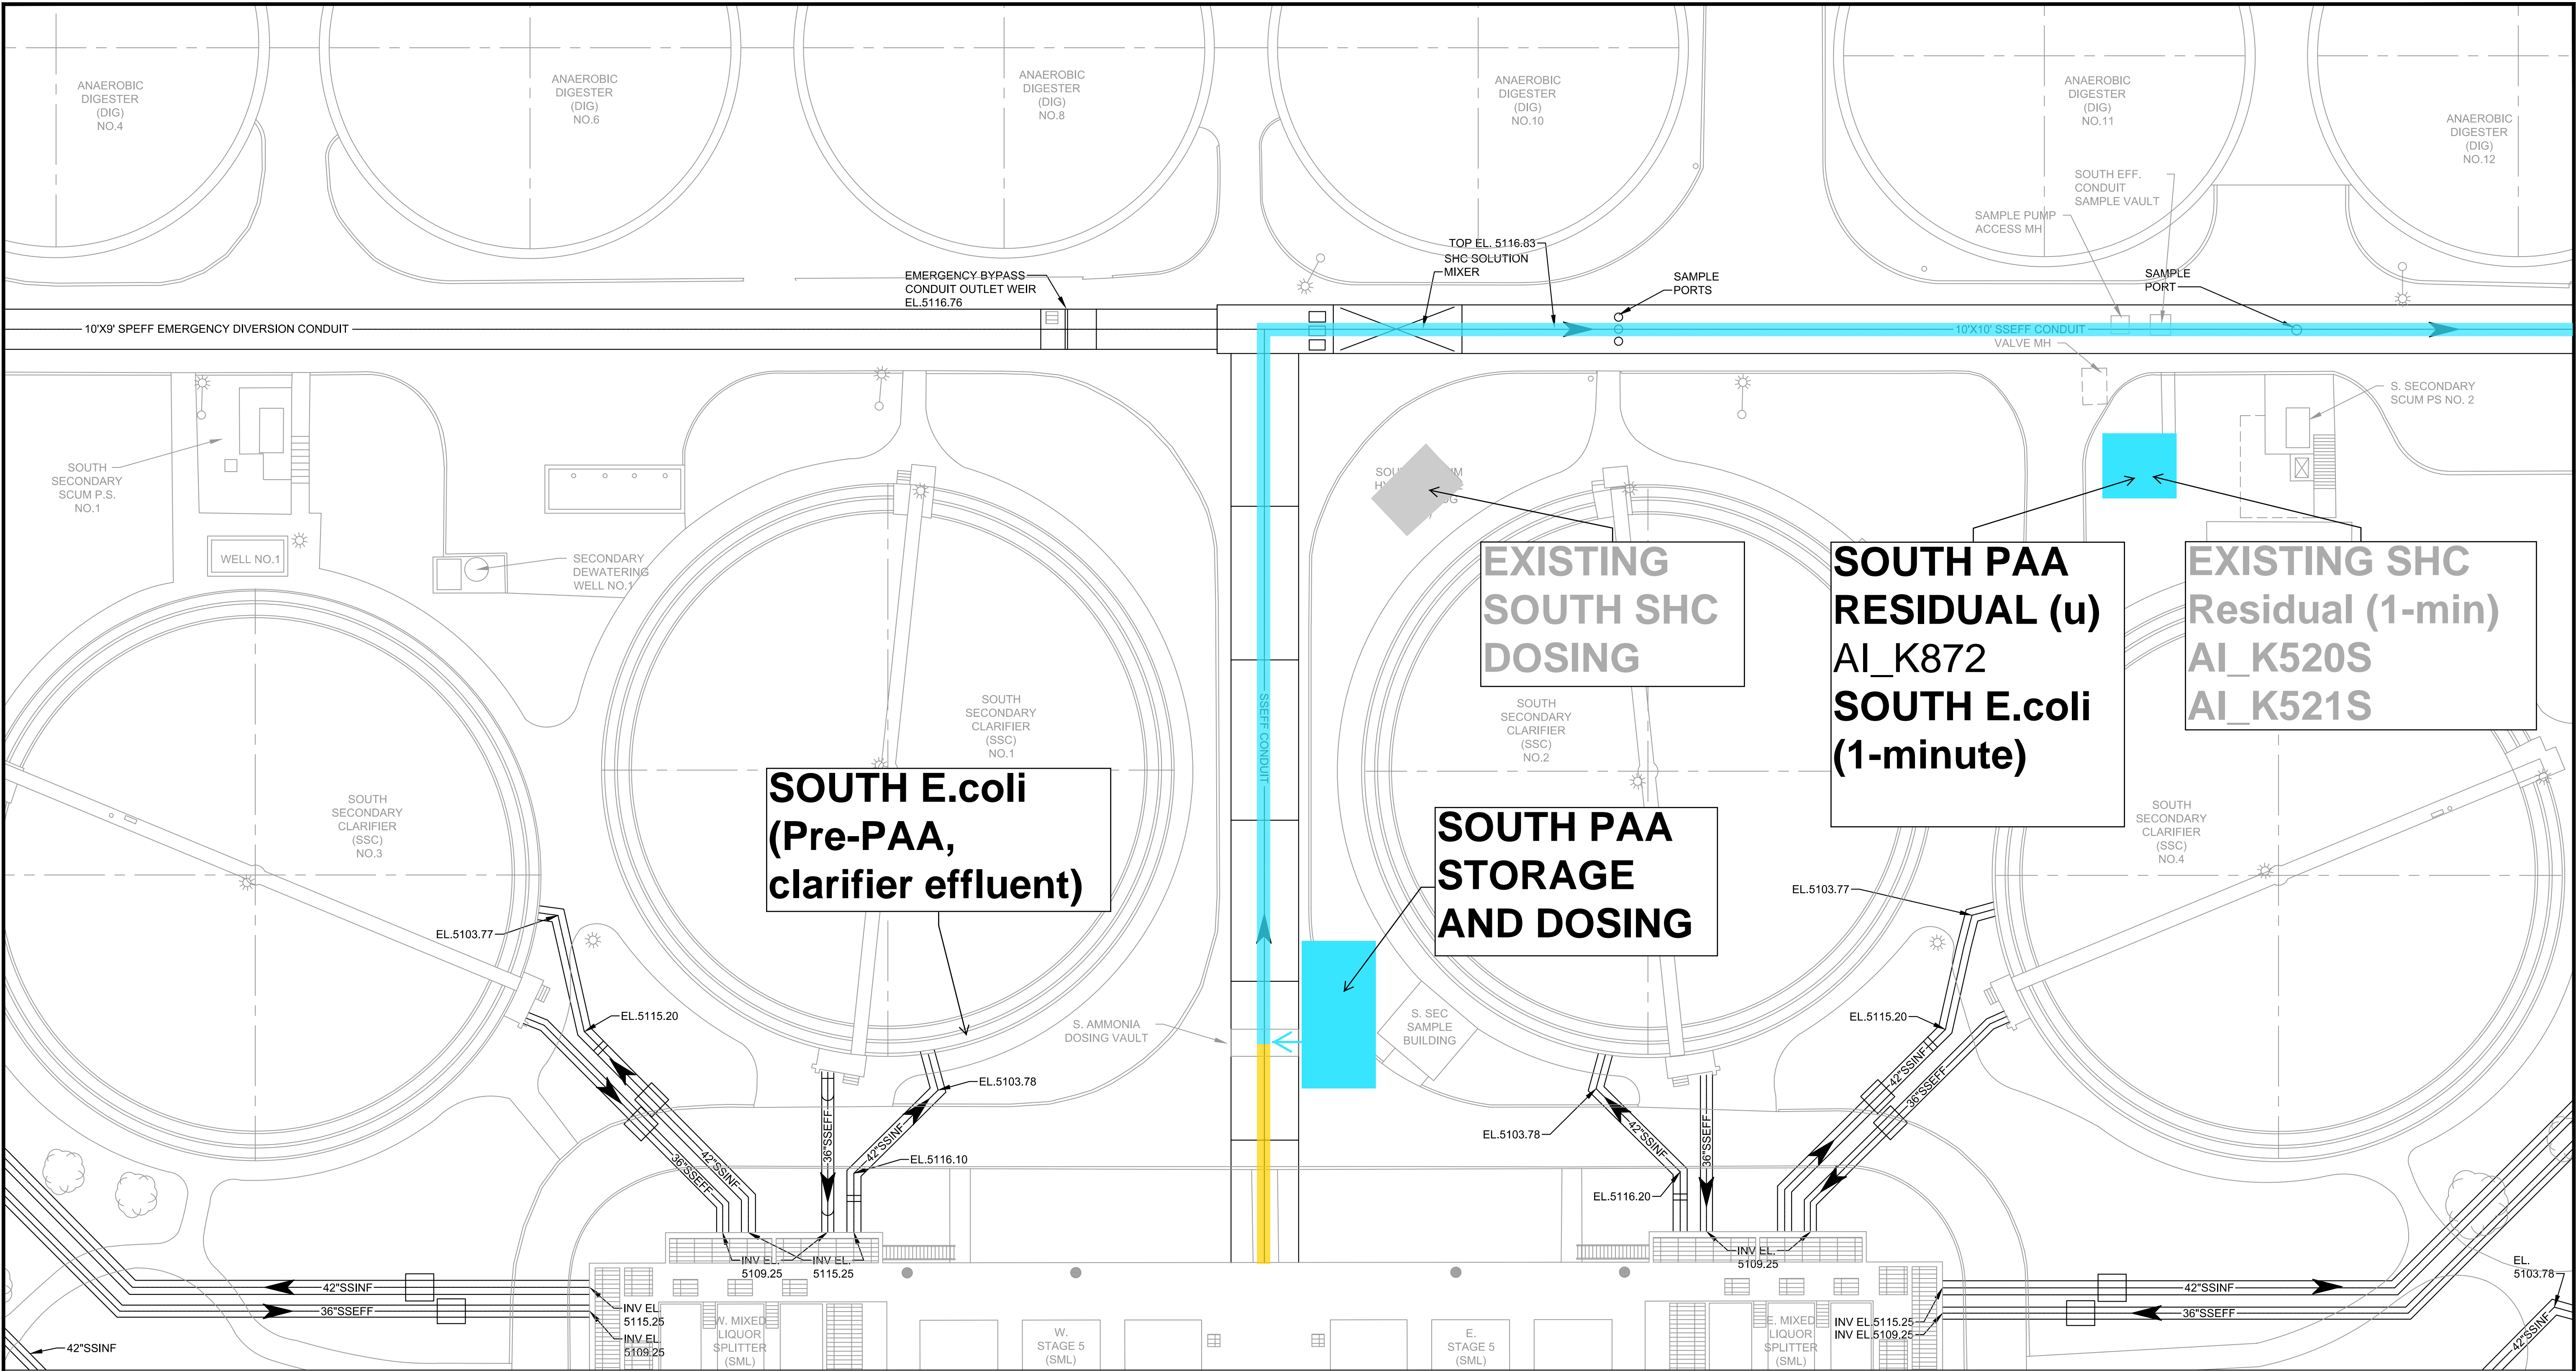 ANAEROBIC
DIGESTER
(DIG)
NO.4
ANAEROBIC
DIGESTER
(DIG)
NO.6
ANAEROBIC
DIGESTER
(DIG)
NO.8
ANAEROBIC
DIGESTER
(DIG)
NO.10
ANAEROBIC
DIGESTER
(DIG)
NO.11
ANAEROBIC
DIGESTER
(DIG)
NO.12
SOUTH EFF.
CONDUIT
SAMPLE VAULT
SAMPLE PUMP
ACCESS MH
TOP EL. 5116.83
SHC SOLUTION
MIXER
EMERGENCY BYPASS
CONDUIT OUTLET WEIR
EL.5116.76
SAMPLE
PORTS
SAMPLE
PORT
10'X9' SPEFF EMERGENCY DIVERSION CONDUIT
10'X10' SSEFF CONDUIT
VALVE MH
S. SECONDARY
SCUM PS NO. 2
SOUTH
SECONDARY
SCUM P.S.
NO.1
WELL NO.1
SECONDARY
DEWATERING
WELL NO.1
EXISTING
SOUTH SHC
DOSING
SOUTH PAA
RESIDUAL (u)
AI_K872
SOUTH E.coli
(1-minute)
EXISTING SHC
Residual (1-min)
AI_K520S
AI_K521S
SSEFF CONDUIT
SOUTH
SECONDARY
CLARIFIER
(SSC)
NO.1
SOUTH
SECONDARY
CLARIFIER
(SSC)
NO.2
SOUTH
SECONDARY
CLARIFIER
(SSC)
NO.3
SOUTH
SECONDARY
CLARIFIER
(SSC)
NO.4
SOUTH E.coli
(Pre-PAA,
clarifier effluent)
SOUTH PAA
STORAGE
AND DOSING
EL.5103.77
EL.5103.77
EL.5115.20
EL.5115.20
S. AMMONIA
DOSING VAULT
S. SEC
SAMPLE
BUILDING
EL.5103.78
EL.5103.78
EL.5116.10
EL.5116.20
36"SSEFF
42"SSINF
36"SSEFF
42"SSINF
42"SSINF
36"SSEFF
42"SSINF
36"SSEFF
INV EL.
5109.25
INV EL.
5115.25
INV EL.
5109.25
EL.
5103.78
42"SSINF
36"SSEFF
42"SSINF
INV EL.
5115.25
INV EL.
5109.25
W. MIXED
LIQUOR
SPLITTER
(SML)
W.
STAGE 5
(SML)
E.
STAGE 5
(SML)
E. MIXED
LIQUOR
SPLITTER
(SML)
INV EL.5115.25
INV EL.5109.25
42"SSINF
36"SSEFF
42"SSINF